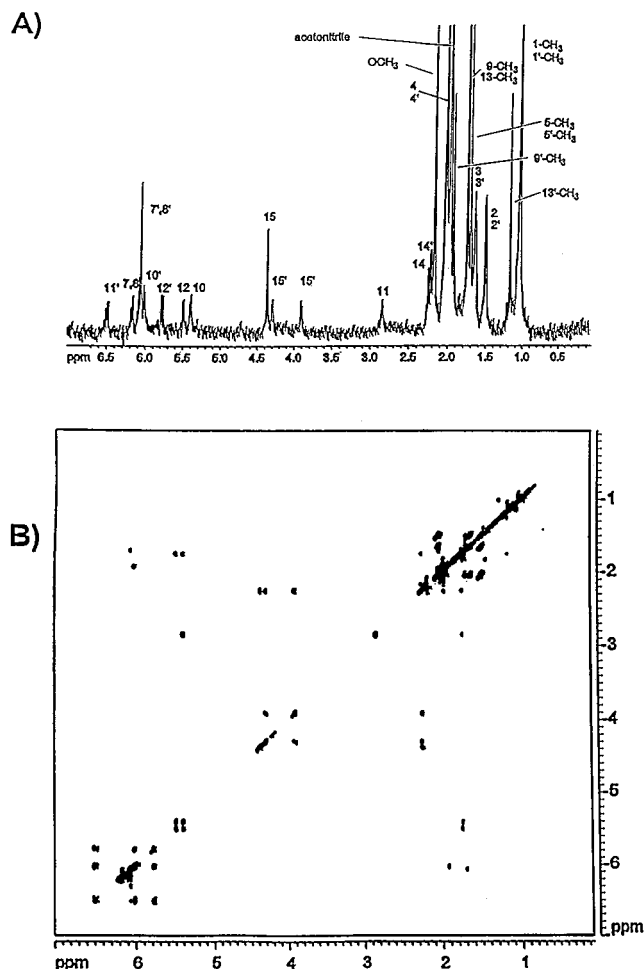 A)
acetonitrile
OCH3
4
4'
9-CH3
13-CH3
1-CH3
1'-CH3
5-CH3
5'-CH3
9'-CH3
3
3'
2
2'
13'-CH3
7',8'
15
14'
14
11'
7,8
10'
12'
12
10
15'
15'
11
ppm 6.5 6.0 5.5 5.0 4.5 4.0 3.5 3.0 2.5 2.0 1.5 1.0 0.5
B)
-1
-2
-3
-4
-5
-6
ppm
ppm 6 5 4 3 2 1